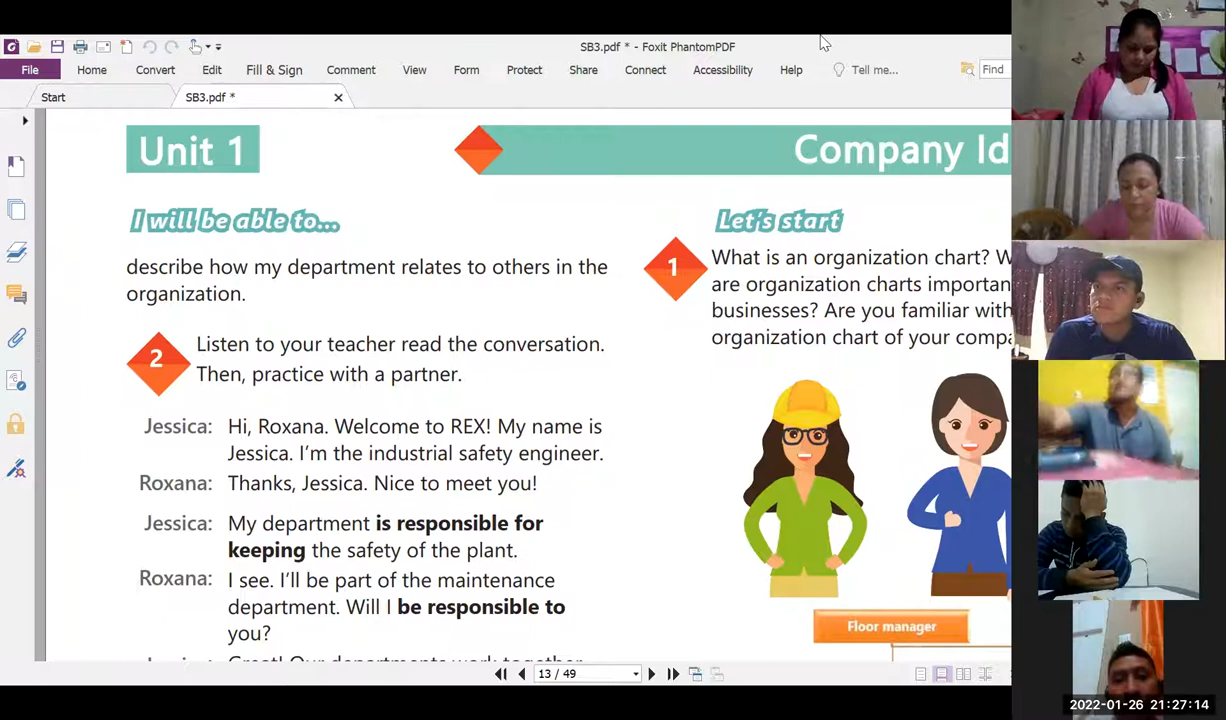 SB3.pdf * - Foxit PhantomPDF
File Home Convert Edit Fill & Sign Comment View Form Protect Share Connect Accessibility Help Tell me... Find
Start SB3.pdf *
Unit 1
Company Id
I will be able to...
describe how my department relates to others in the
organization.
2
Listen to your teacher read the conversation.
Then, practice with a partner.
Jessica: Hi, Roxana. Welcome to REX! My name is
Jessica. I'm the industrial safety engineer.
Roxana: Thanks, Jessica. Nice to meet you!
Jessica: My department is responsible for
keeping the safety of the plant.
Roxana: I see. I'll be part of the maintenance
department. Will I be responsible to
you?
Let's start
1
What is an organization chart? W
are organization charts important
businesses? Are you familiar with
organization chart of your compa
Floor manager
13 / 49
2022-01-26 21:27:14